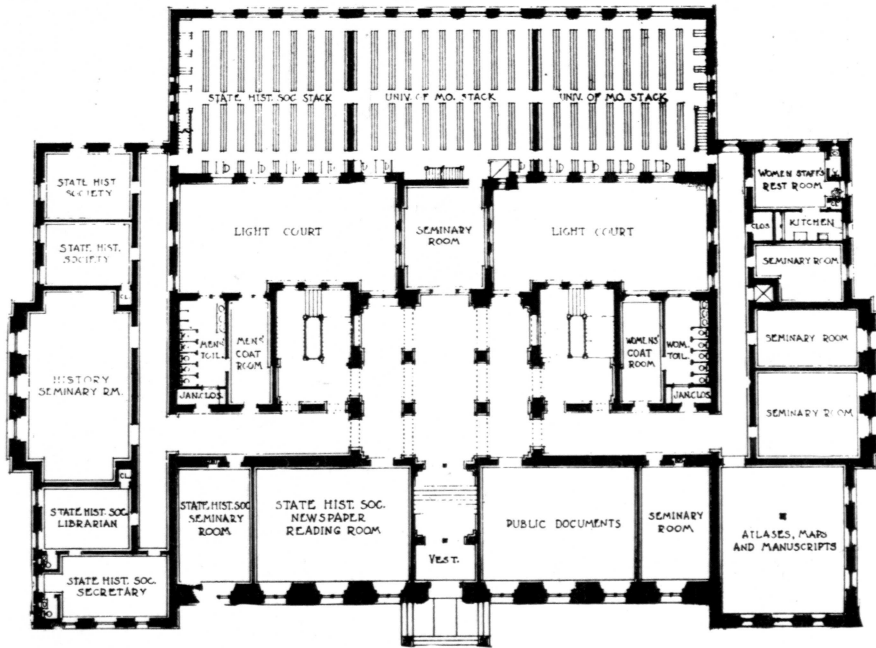 STATE HIST. SOC. STACK
UNIV. OF MO. STACK
UNIV. OF MO. STACK
STATE HIST
SOCIETY
WOMEN STAFF'S
REST ROOM
LIGHT COURT
SEMINARY
ROOM
LIGHT COURT
CLOS.
KITCHEN
STATE HIST.
SOCIETY
SEMINARY ROOM
CL.
MEN'S
TOIL.
MEN'S
COAT
ROOM
WOMENS
COAT
ROOM
WOM.
TOIL.
SEMINARY ROOM
HISTORY
SEMINARY RM.
JAN.CLOS.
JAN.CLOS.
SEMINARY ROOM
CL.
STATE HIST. SOC.
LIBRARIAN
STATE HIST. SOC.
SEMINARY
ROOM
STATE HIST. SOC.
NEWSPAPER
READING ROOM
PUBLIC DOCUMENTS
SEMINARY
ROOM
ATLASES, MAPS
AND MANUSCRIPTS
VEST.
STATE HIST. SOC.
SECRETARY